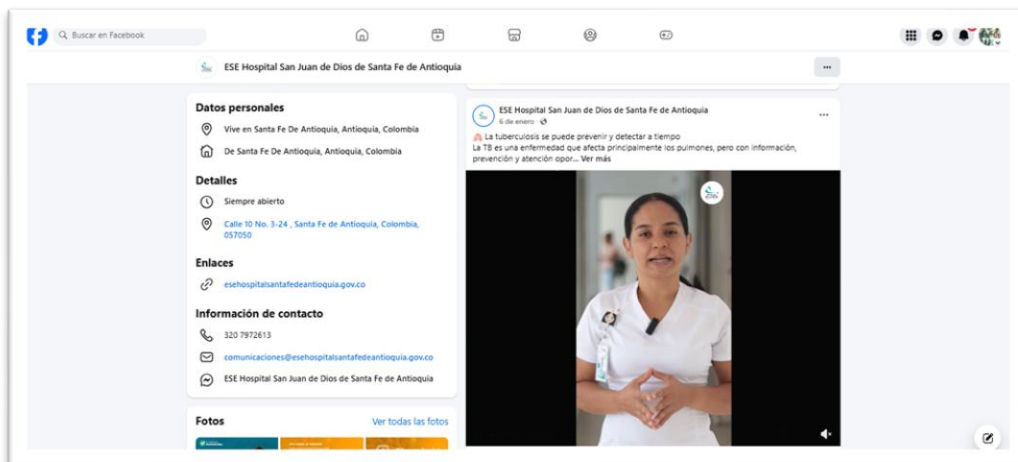 Buscar en Facebook
ESE Hospital San Juan de Dios de Santa Fe de Antioquia
Datos personales
Vive en Santa Fe De Antioquia, Antioquia, Colombia
De Santa Fe De Antioquia, Antioquia, Colombia
Detalles
Siempre abierto
Calle 10 No. 3-24 , Santa Fe de Antioquia, Colombia,
057050
Enlaces
esehospitalsantafedeantioquia.gov.co
Información de contacto
320 7972613
comunicaciones@esehospitalsantafedeantioquia.gov.co
ESE Hospital San Juan de Dios de Santa Fe de Antioquia
Fotos
Ver todas las fotos
ESE Hospital San Juan de Dios de Santa Fe de Antioquia
6 de enero ·
La tuberculosis se puede prevenir y detectar a tiempo
La TB es una enfermedad que afecta principalmente los pulmones, pero con información,
prevención y atención opor... Ver más